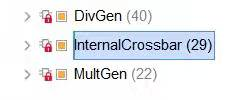 DivGen (40)
InternalCrossbar (29)
MultGen (22)